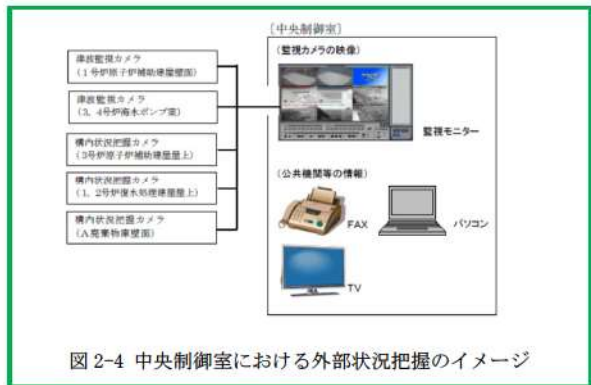 ［中央制御室］
（監視カメラの映像）
津波監視カメラ
（１号炉原子炉補助建屋壁面）
津波監視カメラ
（3，4号炉海水ポンプ室）
構内状況把握カメラ
（3号炉原子炉補助建屋屋上）
構内状況把握カメラ
（1，2号炉復水処理建屋屋上）
構内状況把握カメラ
（A廃棄物庫壁面）
監視モニター
（公共機関等の情報）
FAX
パソコン
TV
図 2-4 中央制御室における外部状況把握のイメージ